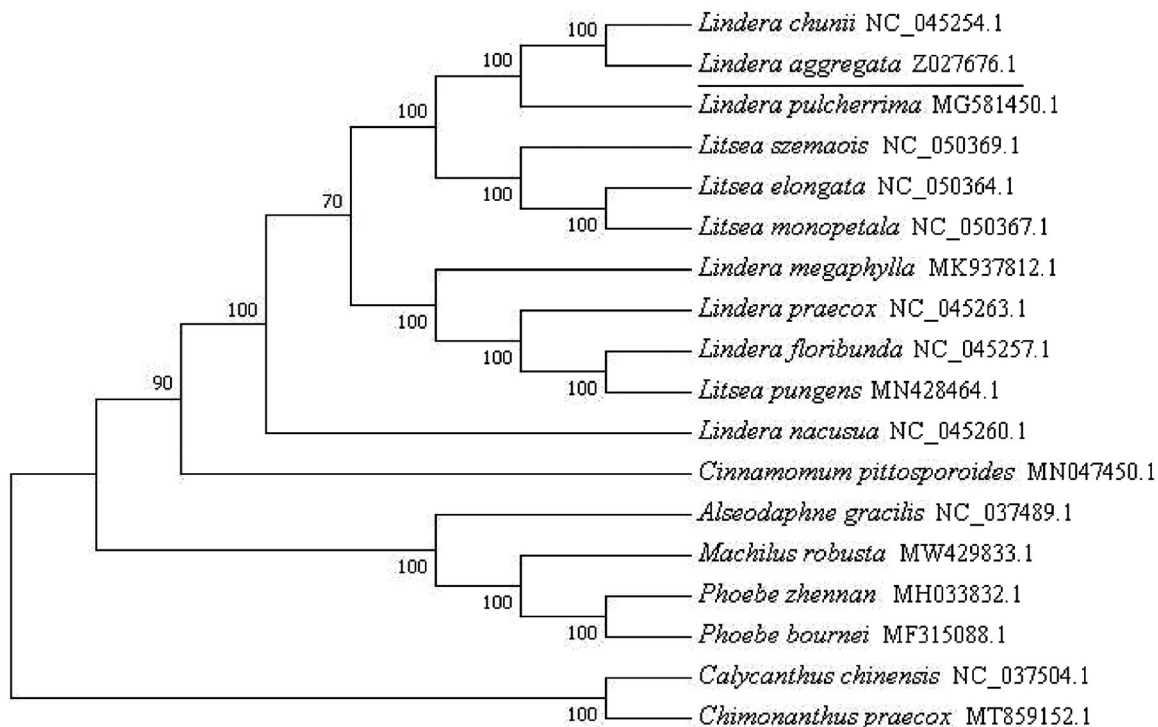 100
Lindera chunii NC_045254.1
Lindera aggregata Z027676.1
100
Lindera pulcherrima MG581450.1
100
Litsea szemaois NC_050369.1
100
Litsea elongata NC_050364.1
100
Litsea monopetala NC_050367.1
70
Lindera megaphylla MK937812.1
100
Lindera praecox NC_045263.1
100
Lindera floribunda NC_045257.1
100
Litsea pungens MN428464.1
100
Lindera nacusua NC_045260.1
90
Cinnamomum pittosporoides MN047450.1
Alseodaphne gracilis NC_037489.1
100
Machilus robusta MW429833.1
100
Phoebe zhennan MH033832.1
100
Phoebe bournei MF315088.1
Calycanthus chinensis NC_037504.1
100
Chimonanthus praecox MT859152.1